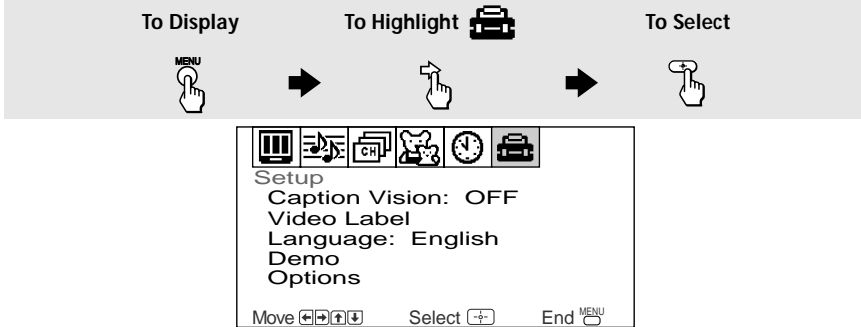 To Display To Highlight To Select
MENU
CH
Setup
Caption Vision: OFF
Video Label
Language: English
Demo
Options
Move Select End MENU